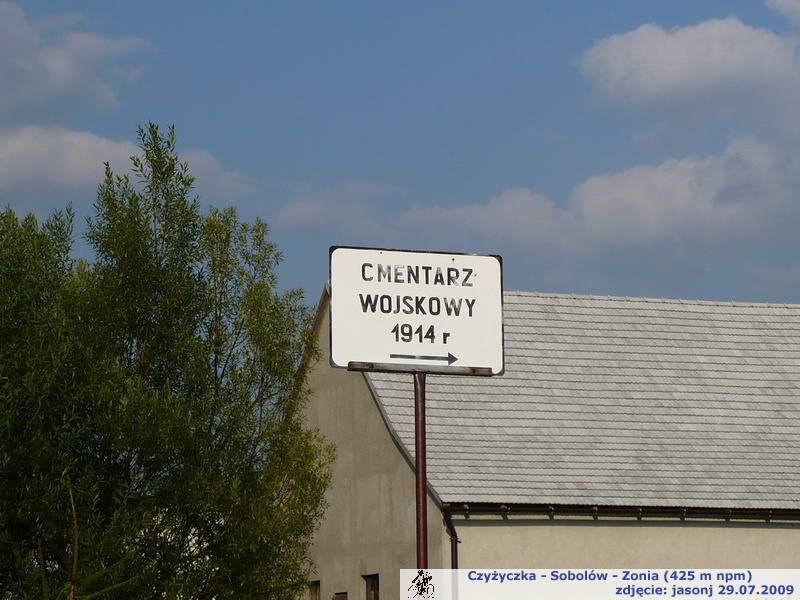 CMENTARZ
WOJSKOWY
1914 r
Czyżyczka - Sobolów - Zonia (425 m npm)
zdjęcie: jasonj 29.07.2009